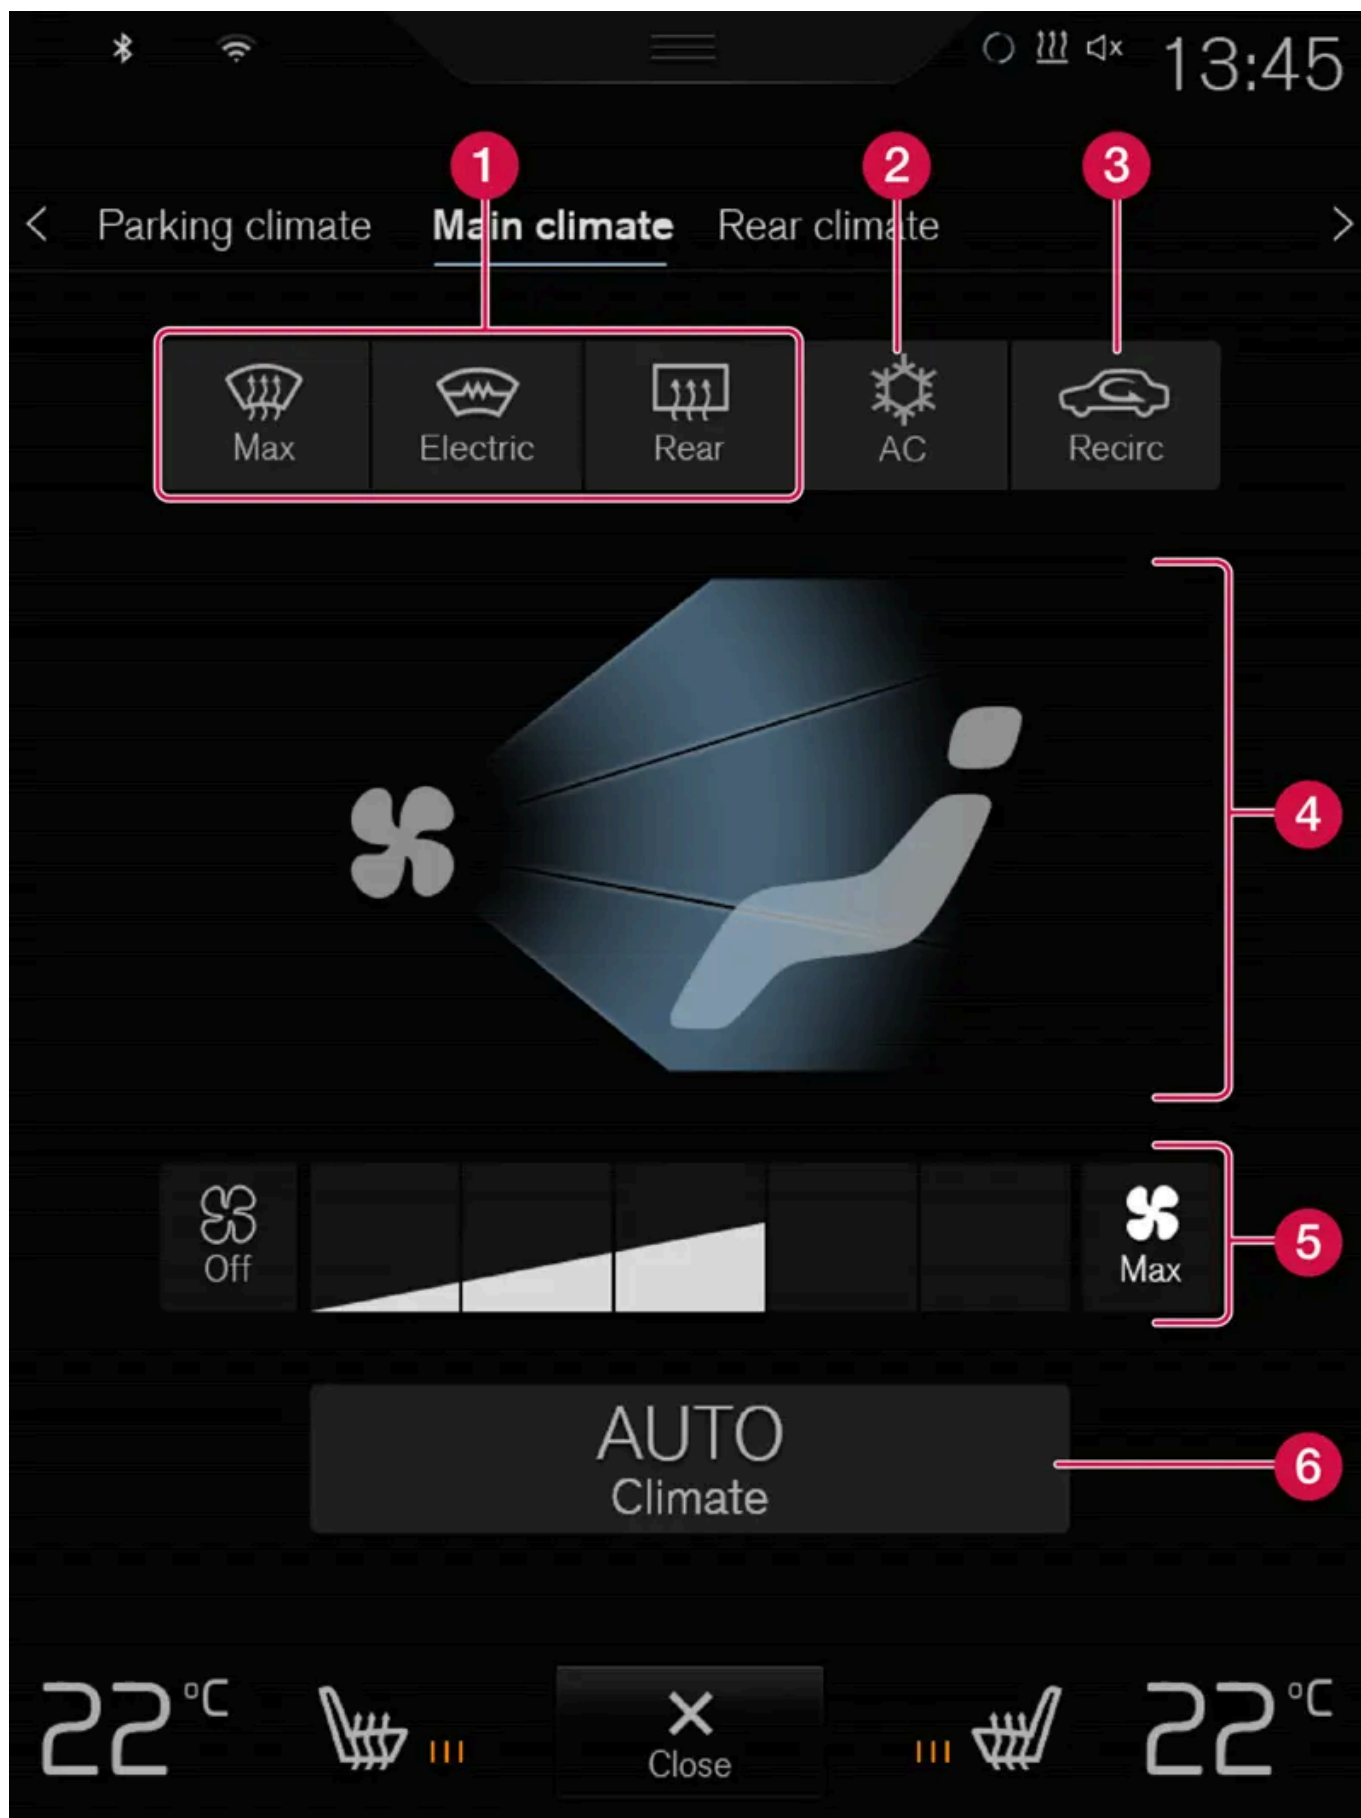 13:45
1 2 3
Parking climate Main climate Rear climate
Max Electric Rear AC Recirc
4
Off Max
5
AUTO
Climate
6
22°C Close 22°C